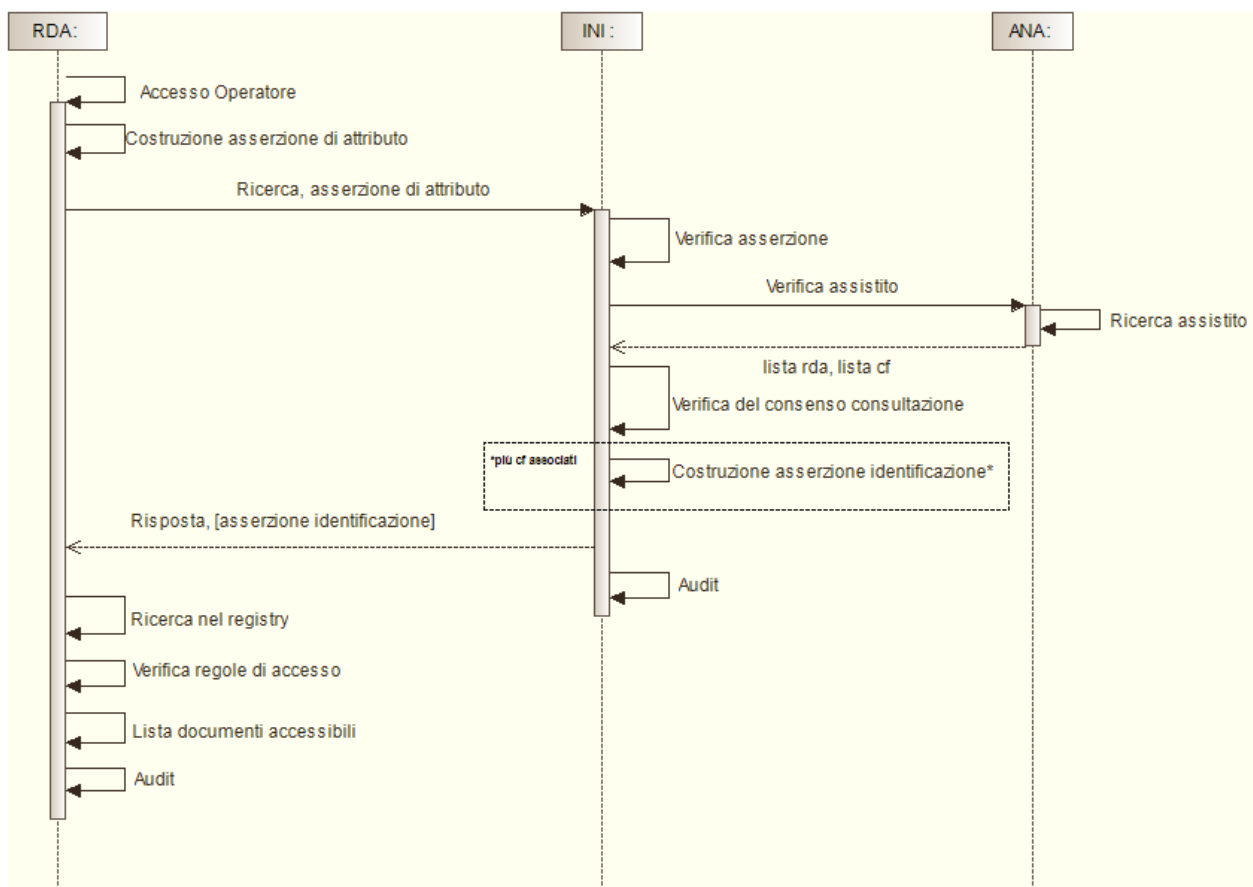 RDA:
INI :
ANA:
Accesso Operatore
Costruzione asserzione di attributo
Ricerca, asserzione di attributo
Verifica asserzione
Verifica assistito
Ricerca assistito
lista rda, lista cf
Verifica del consenso consultazione
*più cf associati
Costruzione asserzione identificazione*
Risposta, [asserzione identificazione]
Audit
Ricerca nel registry
Verifica regole di accesso
Lista documenti accessibili
Audit